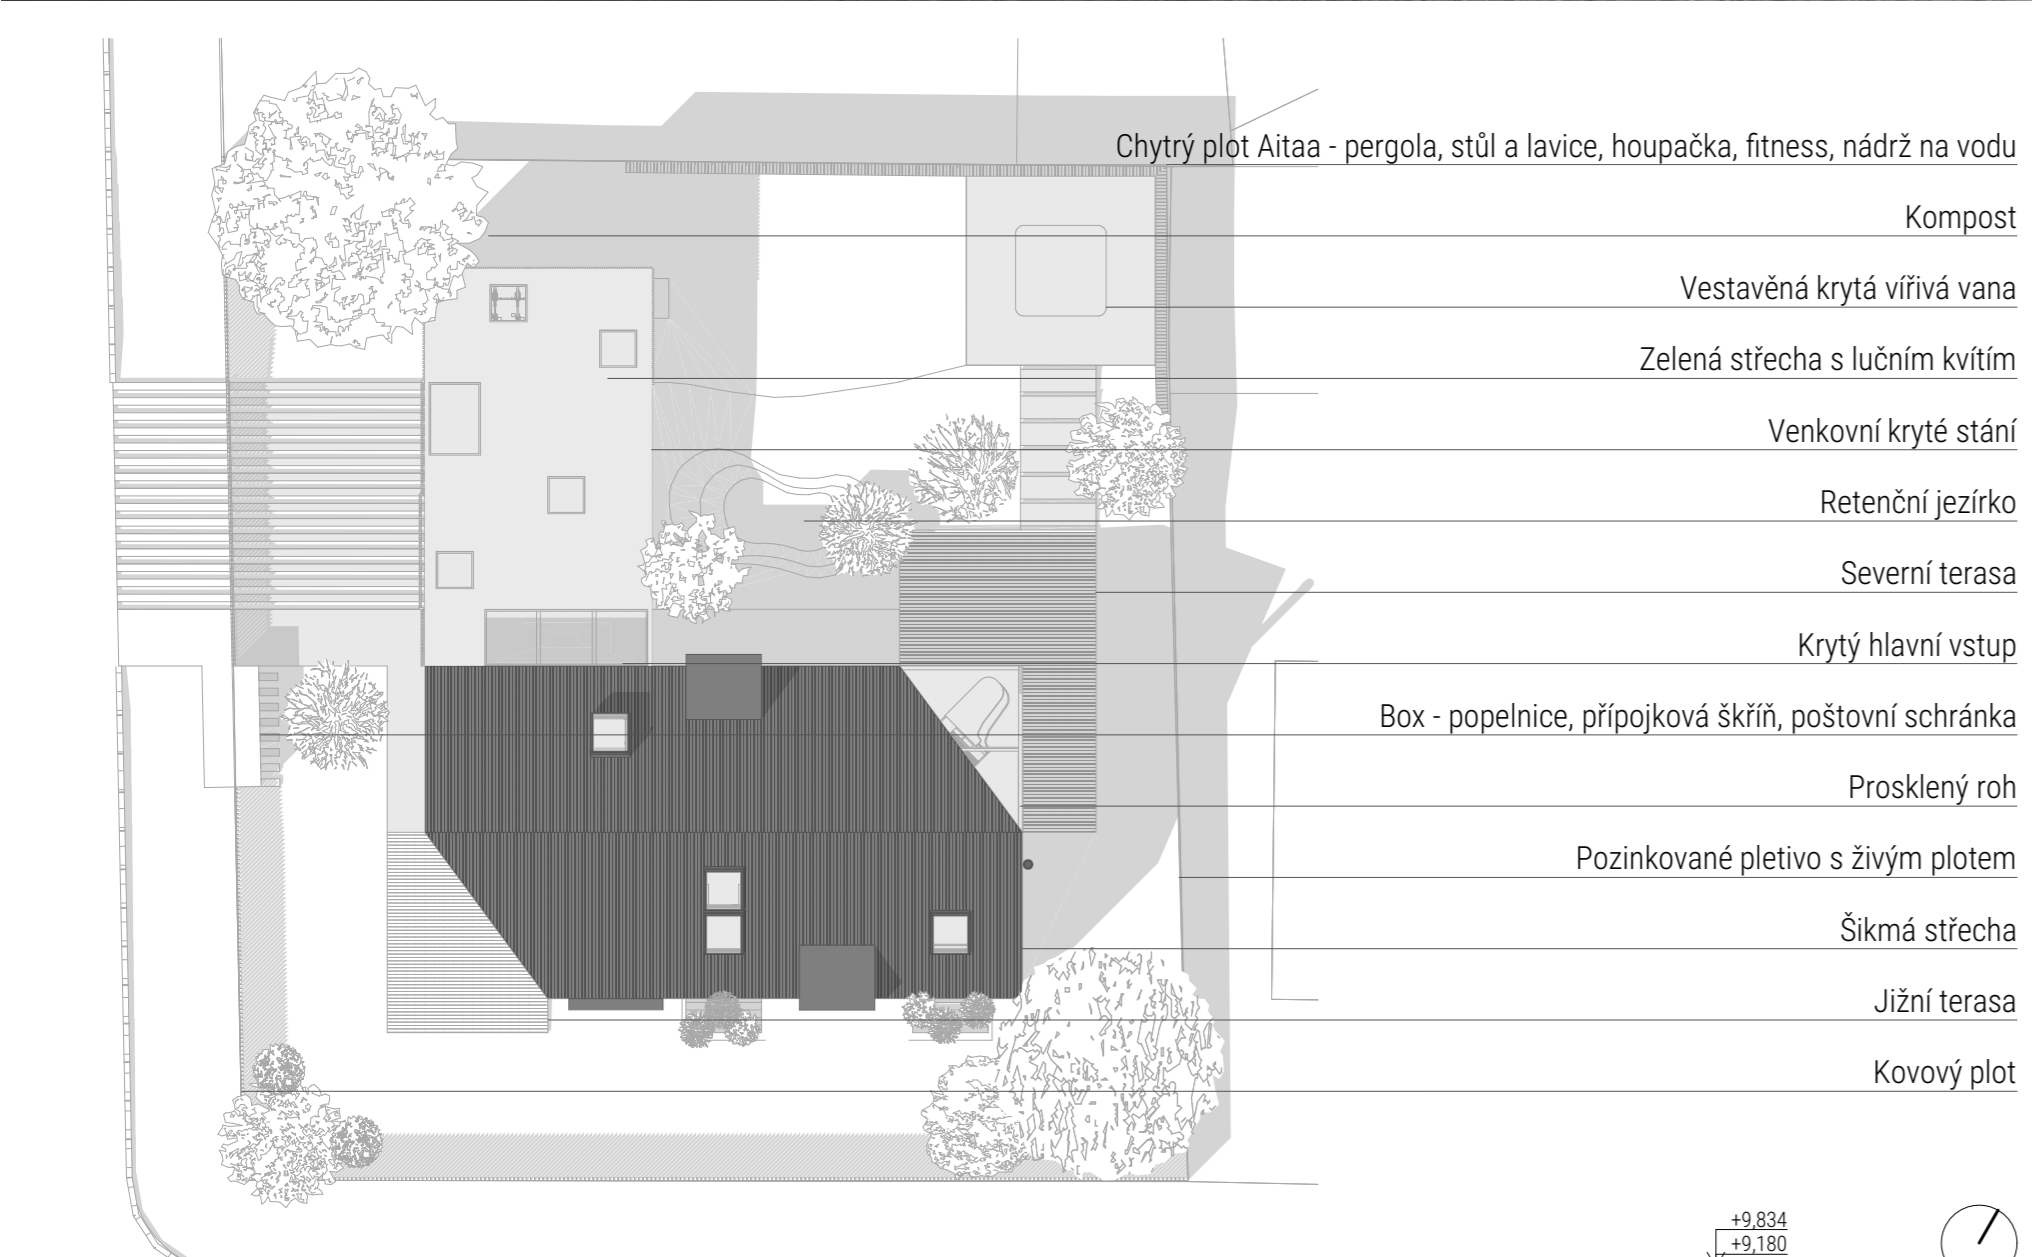 Chytrý plot Aitaa - pergola, stůl a lavice, houpačka, fitness, nádrž na vodu
Kompost
Vestavěná krytá vířivá vana
Zelená střecha s lučním kvítím
Venkovní kryté stání
Retenční jezírko
Severní terasa
Krytý hlavní vstup
Box - popelnice, přípojková škříň, poštovní schránka
Prosklený roh
Pozinkované pletivo s živým plotem
Šikmá střecha
Jižní terasa
Kovový plot
+9,834
+9,180